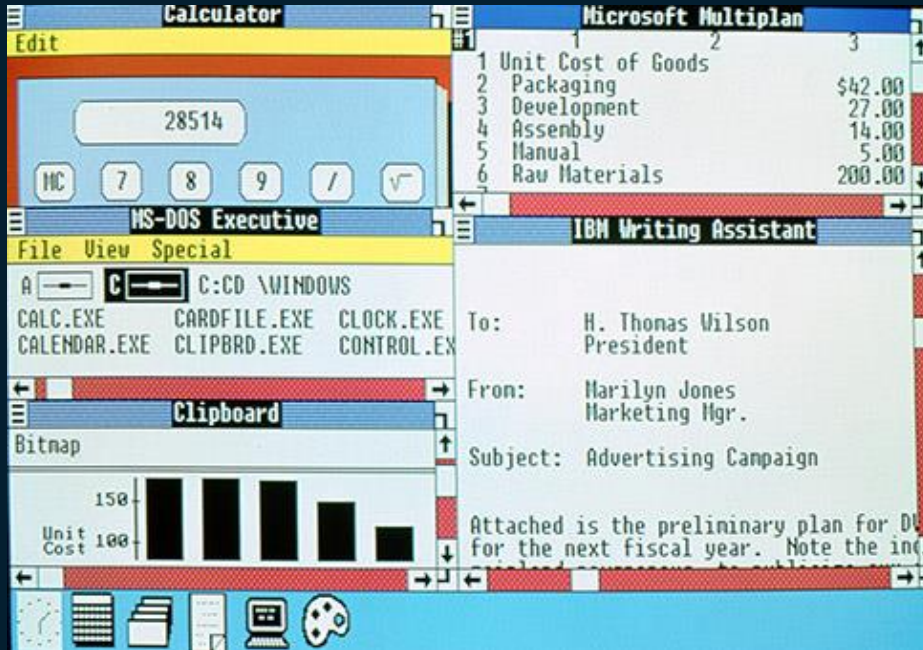 Calculator
Edit
28514
MC 7 8 9 / √
MS-DOS Executive
File View Special
A C C:CD \WINDOWS
CALC.EXE CARDFILE.EXE CLOCK.EXE
CALENDAR.EXE CLIPBRD.EXE CONTROL.EX
Clipboard
Bitmap
150
Unit
Cost 100
Microsoft Multiplan
#1 1 2 3
1 Unit Cost of Goods
2 Packaging $42.00
3 Development 27.00
4 Assembly 14.00
5 Manual 5.00
6 Raw Materials 200.00
IBM Writing Assistant
To: H. Thomas Wilson
President
From: Marilyn Jones
Marketing Mgr.
Subject: Advertising Campaign
Attached is the preliminary plan for
for the next fiscal year. Note the